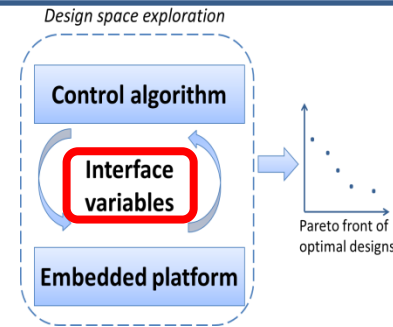 Design space exploration
Control algorithm
Interface
variables
Embedded platform
Pareto front of
optimal designs